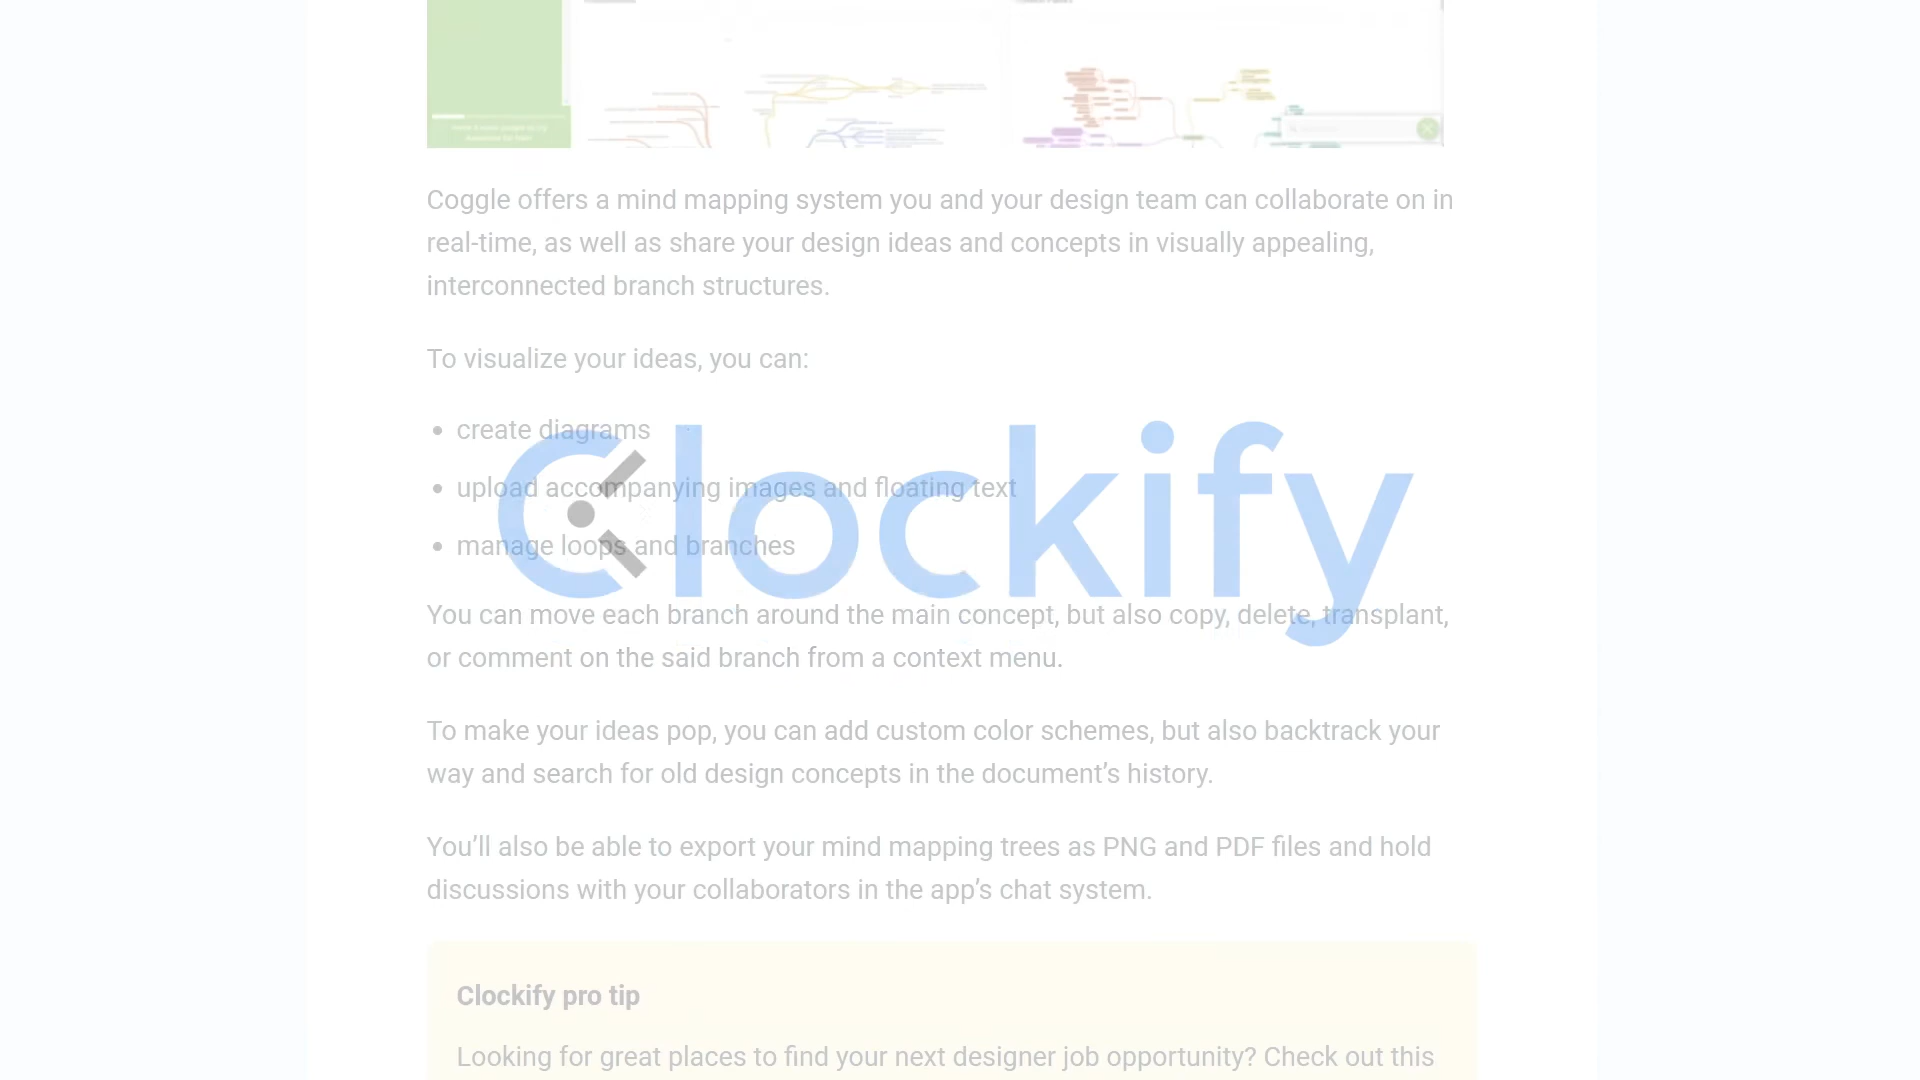 Coggle offers a mind mapping system you and your design team can collaborate on in
real-time, as well as share your design ideas and concepts in visually appealing,
interconnected branch structures.
To visualize your ideas, you can:
• create diagrams
• upload accompanying images and floating text
• manage loops and branches
Clockify
You can move each branch around the main concept, but also copy, delete, transplant,
or comment on the said branch from a context menu.
To make your ideas pop, you can add custom color schemes, but also backtrack your
way and search for old design concepts in the document’s history.
You’ll also be able to export your mind mapping trees as PNG and PDF files and hold
discussions with your collaborators in the app’s chat system.
Clockify pro tip
Looking for great places to find your next designer job opportunity? Check out this